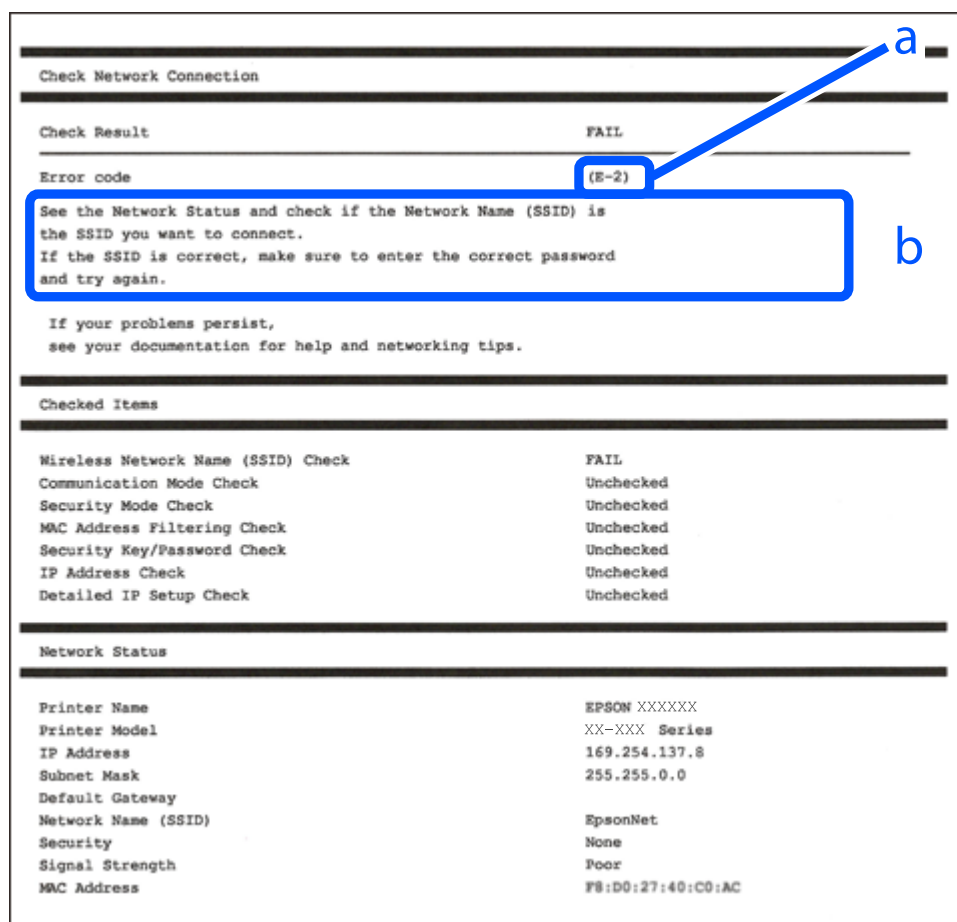 a
Check Network Connection
Check Result FAIL
Error code (E-2)
See the Network Status and check if the Network Name (SSID) is
the SSID you want to connect.
If the SSID is correct, make sure to enter the correct password
and try again.
b
If your problems persist,
see your documentation for help and networking tips.
Checked Items
Wireless Network Name (SSID) Check FAIL
Communication Mode Check Unchecked
Security Mode Check Unchecked
MAC Address Filtering Check Unchecked
Security Key/Password Check Unchecked
IP Address Check Unchecked
Detailed IP Setup Check Unchecked
Network Status
Printer Name EPSON XXXXXX
Printer Model XX-XXX Series
IP Address 169.254.137.8
Subnet Mask 255.255.0.0
Default Gateway
Network Name (SSID) EpsonNet
Security None
Signal Strength Poor
MAC Address F8:D0:27:40:C0:AC